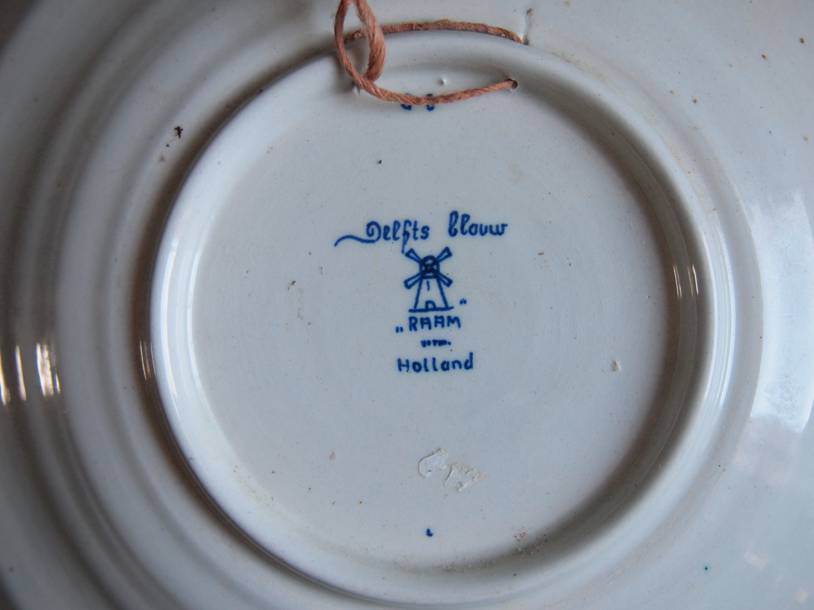 Delfts blauw
„RAAM"
Holland